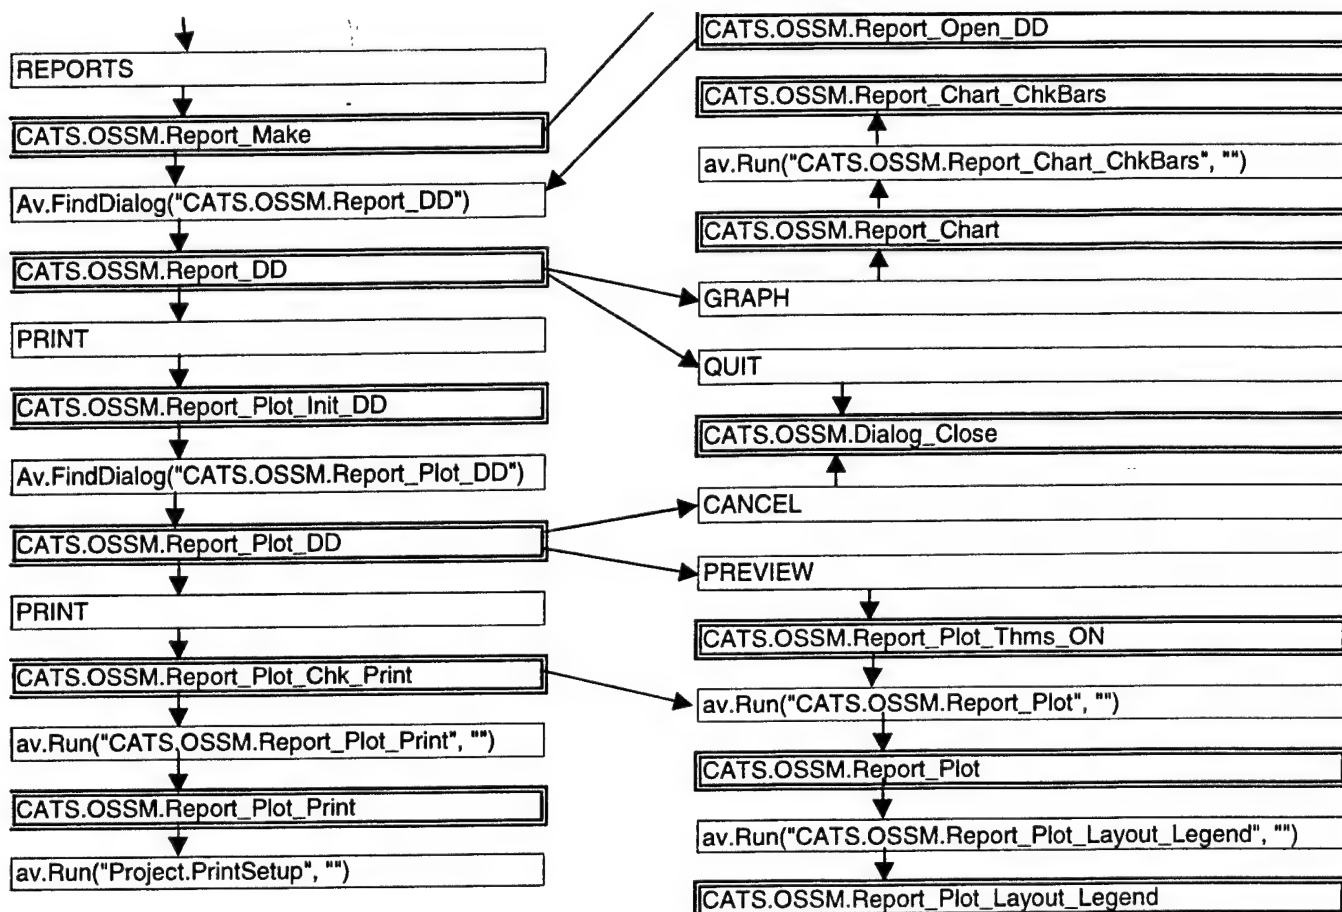 REPORTS
CATS.OSSM.Report_Make
Av.FindDialog("CATS.OSSM.Report_DD")
CATS.OSSM.Report_DD
PRINT
CATS.OSSM.Report_Plot_Init_DD
Av.FindDialog("CATS.OSSM.Report_Plot_DD")
CATS.OSSM.Report_Plot_DD
PRINT
CATS.OSSM.Report_Plot_Chk_Print
av.Run("CATS.OSSM.Report_Plot_Print", "")
CATS.OSSM.Report_Plot_Print
av.Run("Project.PrintSetup", "")
CATS.OSSM.Report_Open_DD
CATS.OSSM.Report_Chart_ChkBars
av.Run("CATS.OSSM.Report_Chart_ChkBars", "")
CATS.OSSM.Report_Chart
GRAPH
QUIT
CATS.OSSM.Dialog_Close
CANCEL
PREVIEW
CATS.OSSM.Report_Plot_Thms_ON
av.Run("CATS.OSSM.Report_Plot", "")
CATS.OSSM.Report_Plot
av.Run("CATS.OSSM.Report_Plot_Layout_Legend", "")
CATS.OSSM.Report_Plot_Layout_Legend